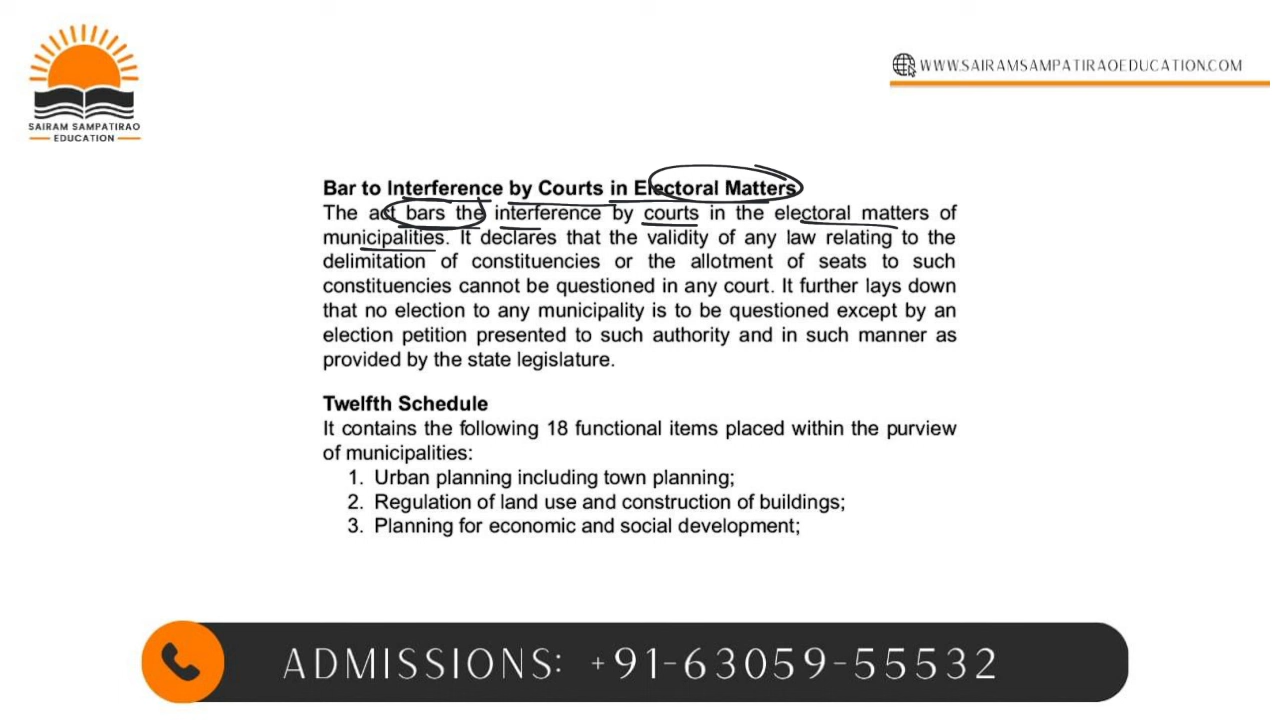 SAIRAM SAMPATIRAO
EDUCATION
WWW.SAIRAMSAMPATIRAOEDUCATION.COM
Bar to Interference by Courts in Electoral Matters
The act bars the interference by courts in the electoral matters of
municipalities. It declares that the validity of any law relating to the
delimitation of constituencies or the allotment of seats to such
constituencies cannot be questioned in any court. It further lays down
that no election to any municipality is to be questioned except by an
election petition presented to such authority and in such manner as
provided by the state legislature.
Twelfth Schedule
It contains the following 18 functional items placed within the purview
of municipalities:
1. Urban planning including town planning;
2. Regulation of land use and construction of buildings;
3. Planning for economic and social development;
ADMISSIONS: +91-63059-55532